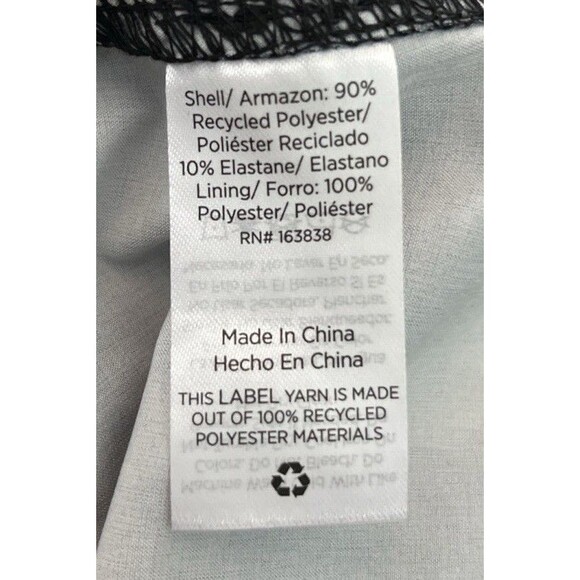 Shell/ Armazon: 90%
Recycled Polyester/
Poliéster Reciclado
10% Elastane/ Elastano
Lining/ Forro: 100%
Polyester/ Poliéster
RN# 163838
Made In China
Hecho En China
THIS LABEL YARN IS MADE
OUT OF 100% RECYCLED
POLYESTER MATERIALS